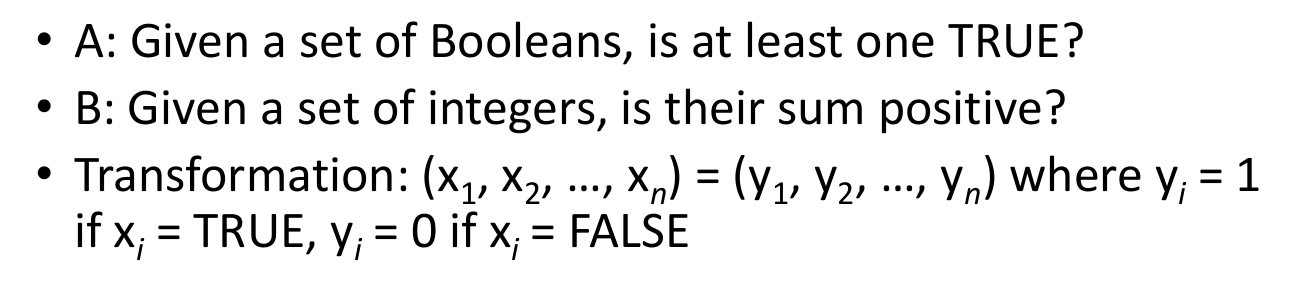 • A: Given a set of Booleans, is at least one TRUE?
• B: Given a set of integers, is their sum positive?
• Transformation: (x₁, x₂, …, xₙ) = (y₁, y₂, …, yₙ) where yᵢ = 1
if xᵢ = TRUE, yᵢ = 0 if xᵢ = FALSE